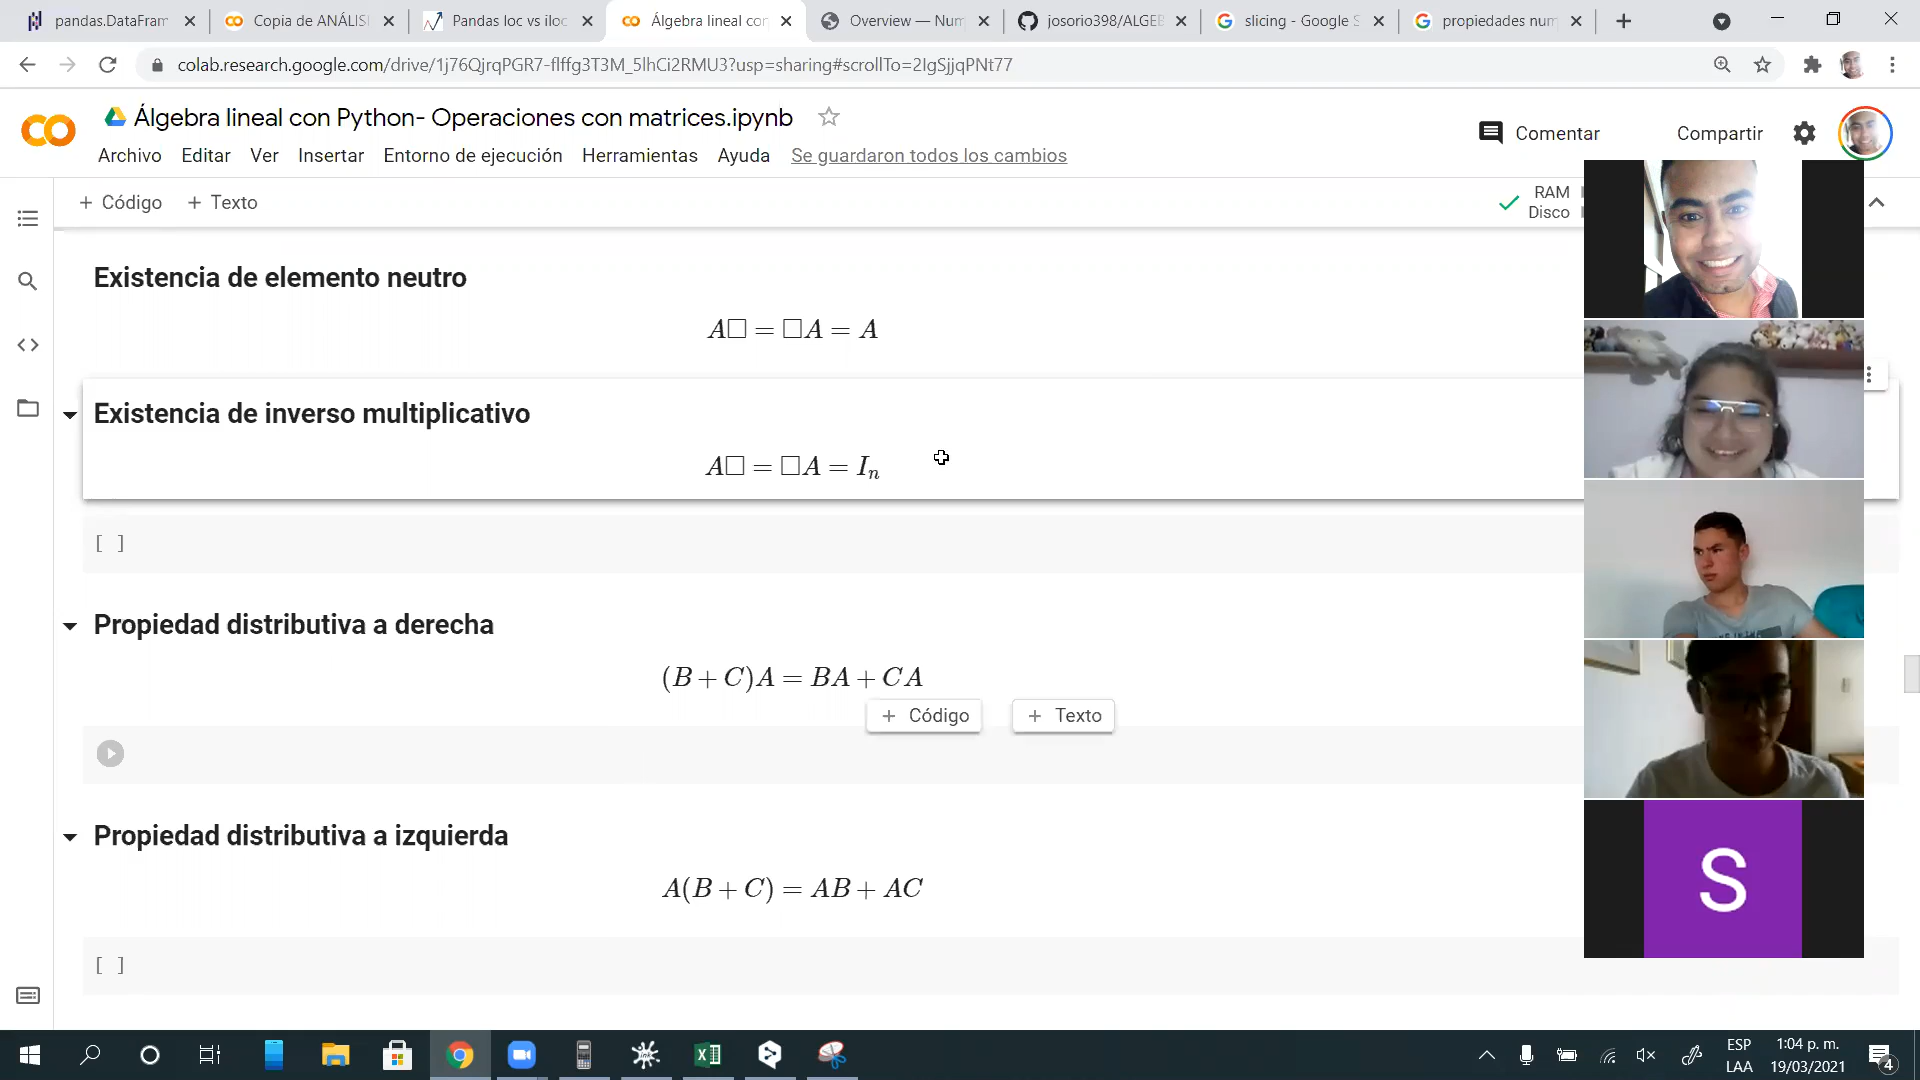 pandas.DataFram
Copia de ANÁLIS
Pandas loc vs iloc
Álgebra lineal con
Overview — Num
josorio398/ALGEB
slicing - Google S
propiedades num
colab.research.google.com/drive/1j76QjrqPGR7-flffg3T3M_5lhCi2RMU3?usp=sharing#scrollTo=2IgSjjqPNt77
Álgebra lineal con Python- Operaciones con matrices.ipynb
Comentar
Compartir
Archivo Editar Ver Insertar Entorno de ejecución Herramientas Ayuda Se guardaron todos los cambios
+ Código + Texto
RAM
Disco
Existencia de elemento neutro
A□ = □A = A
Existencia de inverso multiplicativo
A□ = □A = Iₙ
[ ]
Propiedad distributiva a derecha
(B + C)A = BA + CA
+ Código + Texto
Propiedad distributiva a izquierda
A(B + C) = AB + AC
[ ]
S
ESP
LAA
1:04 p. m.
19/03/2021
4